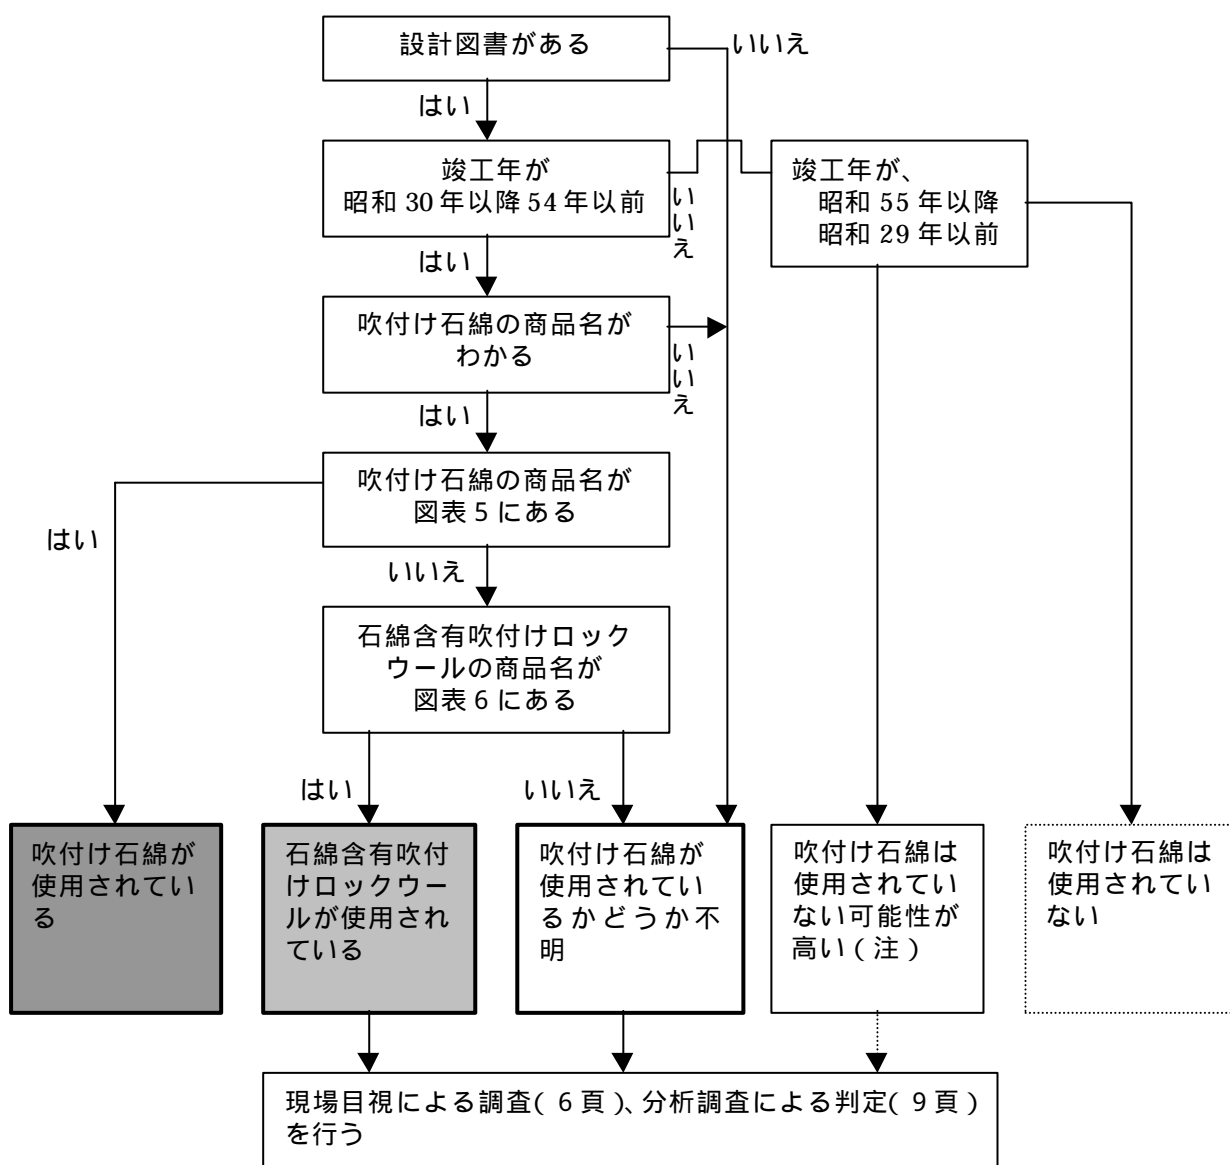 設計図書がある
いいえ
はい
竣工年が
昭和 30 年以降 54 年以前
いいえ
竣工年が、
昭和 55 年以降
昭和 29 年以前
はい
吹付け石綿の商品名が
わかる
いいえ
はい
吹付け石綿の商品名が
図表 5 にある
はい
いいえ
石綿含有吹付けロック
ウールの商品名が
図表 6 にある
はい
いいえ
吹付け石綿が
使用されてい
る
石綿含有吹付
けロックウー
ルが使用され
ている
吹付け石綿が
使用されてい
るかどうか不
明
吹付け石綿は
使用されてい
ない可能性が
高い(注)
吹付け石綿は
使用されてい
ない
現場目視による調査(6頁)、分析調査による判定(9頁)
を行う